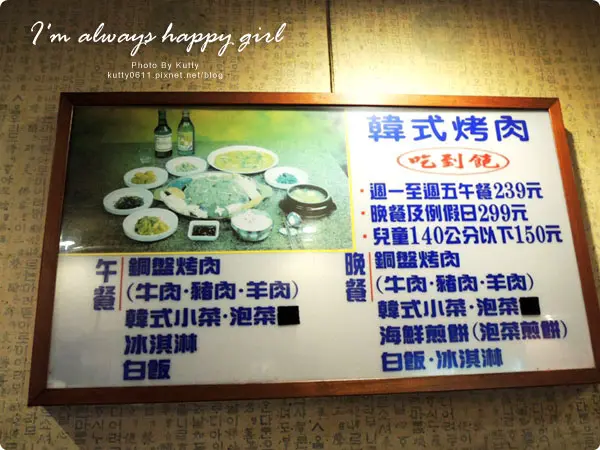 I'm always happy girl
Photo By Kutty
kutty0611.pixnet.net/blog
韓式烤肉
吃到飽
·週一至週五午餐239元
·晚餐及例假日299元
·兒童140公分以下150元
午餐
銅盤烤肉
(牛肉·豬肉·羊肉)
韓式小菜·泡菜
冰淇淋
白飯
晚餐
銅盤烤肉
(牛肉·豬肉·羊肉)
韓式小菜·泡菜
海鮮煎餅(泡菜煎餅)
白飯·冰淇淋